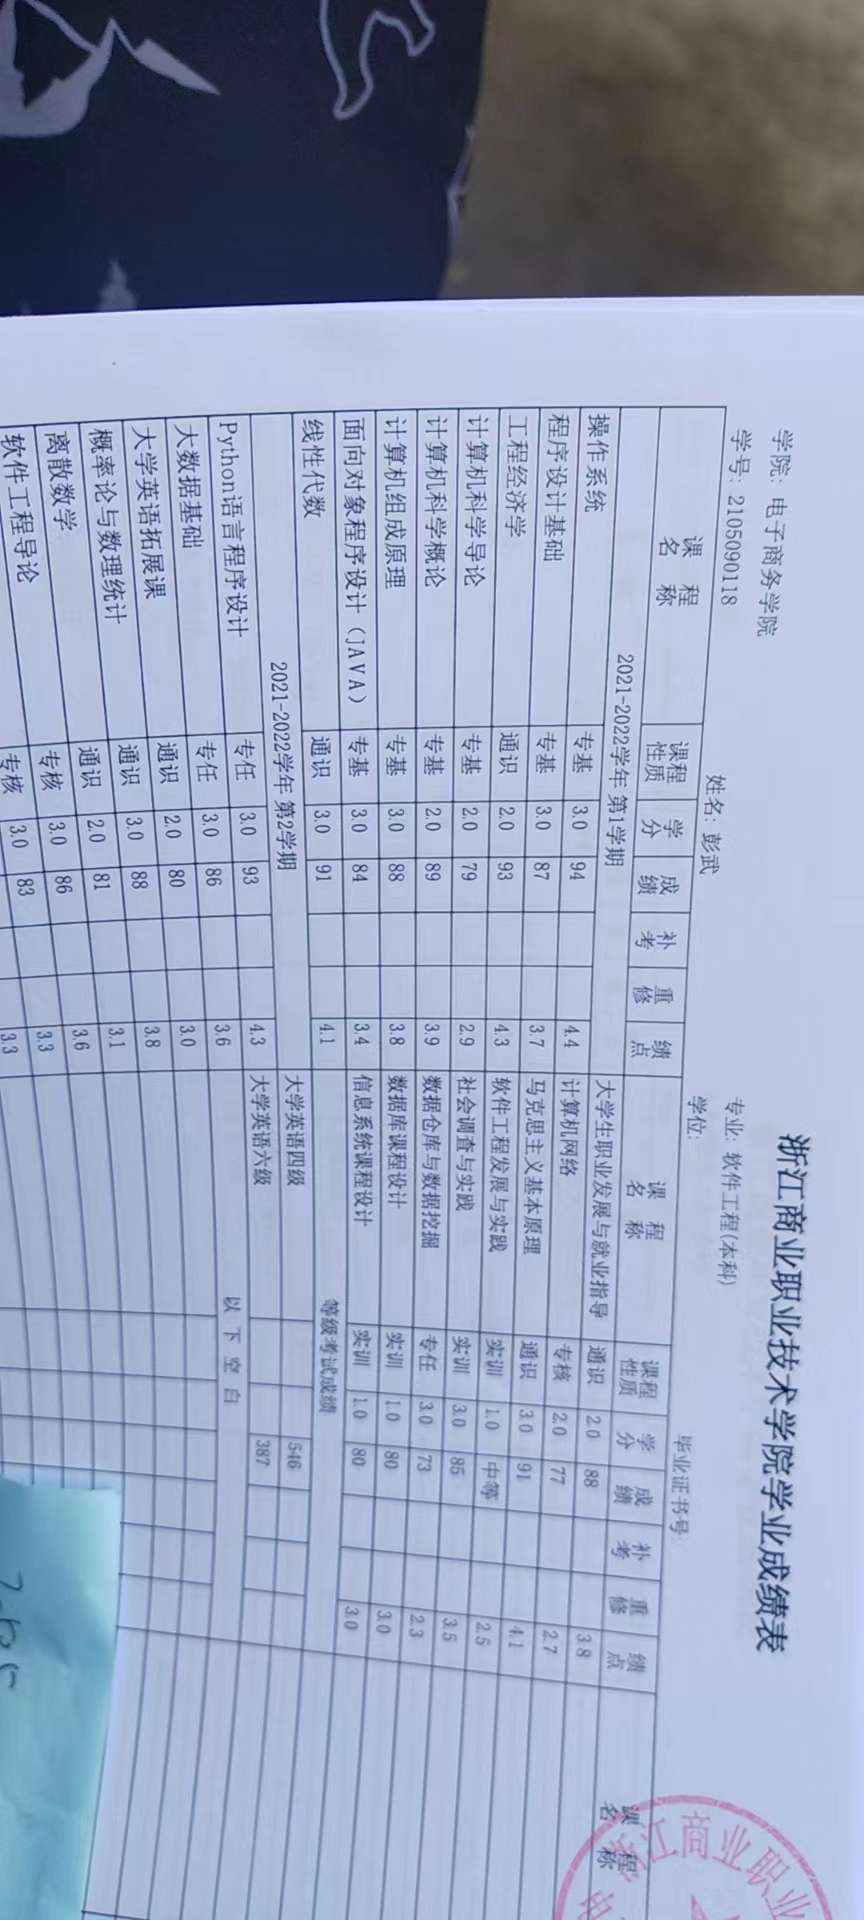 浙江商业职业技术学院学业成绩表
学院: 电子商务学院
学号: 2105090118 姓名: 彭武 专业: 软件工程(本科)
学位: 毕业证书号
课程名称 课程性质 学分 成绩 补考 重修 绩点
2021-2022学年 第1学期
操作系统 专基 3.0 94 4.4
程序设计基础 专基 3.0 87 3.7
工程经济学 通识 2.0 93 4.3
计算机科学导论 专基 2.0 79 2.9
计算机科学概论 专基 2.0 89 3.9
计算机组成原理 专基 3.0 88 3.8
面向对象程序设计（JAVA） 专基 3.0 84 3.4
线性代数 通识 3.0 91 4.1
2021-2022学年 第2学期
Python语言程序设计 专任 3.0 93 4.3
大数据基础 专任 3.0 86 3.6
大学英语拓展课 通识 2.0 80 3.0
概率论与数理统计 通识 3.0 88 3.8
离散数学 通识 2.0 81 3.1
软件工程导论 专核 3.0 86 3.6
专核 3.0 83 3.3
3.3
课程名称 课程性质 学分 成绩 补考 重修 绩点
大学生职业发展与就业指导 通识 2.0 88 3.8
计算机网络 专核 2.0 77 2.7
马克思主义基本原理 通识 3.0 91 4.1
软件工程发展与实践 实训 1.0 中等 2.5
社会调查与实践 实训 3.0 85 3.5
数据仓库与数据挖掘 专任 3.0 73 2.3
数据库课程设计 实训 1.0 80 3.0
信息系统课程设计 实训 1.0 80 3.0
等级考试成绩
大学英语四级 546
大学英语六级 387
以下空白
课程名称
浙江商业职业